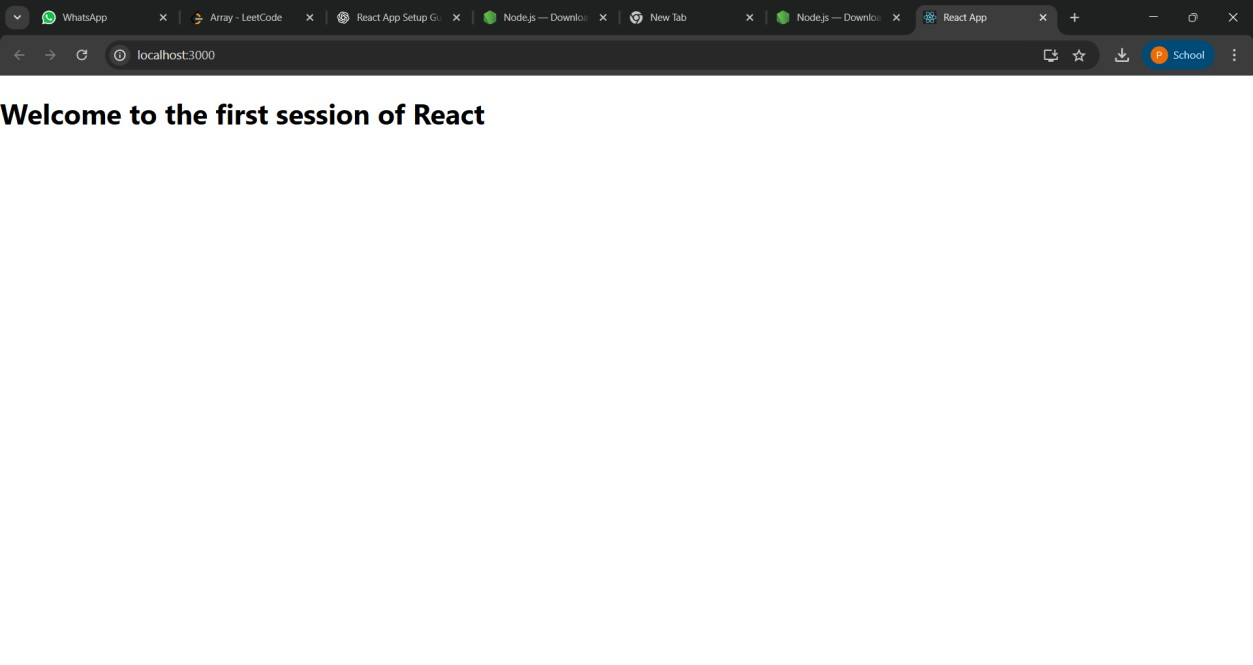 WhatsApp
Array - LeetCode
React App Setup Gu
Node.js — Downloa
New Tab
Node.js — Downloa
React App
localhost:3000
P
School
Welcome to the first session of React